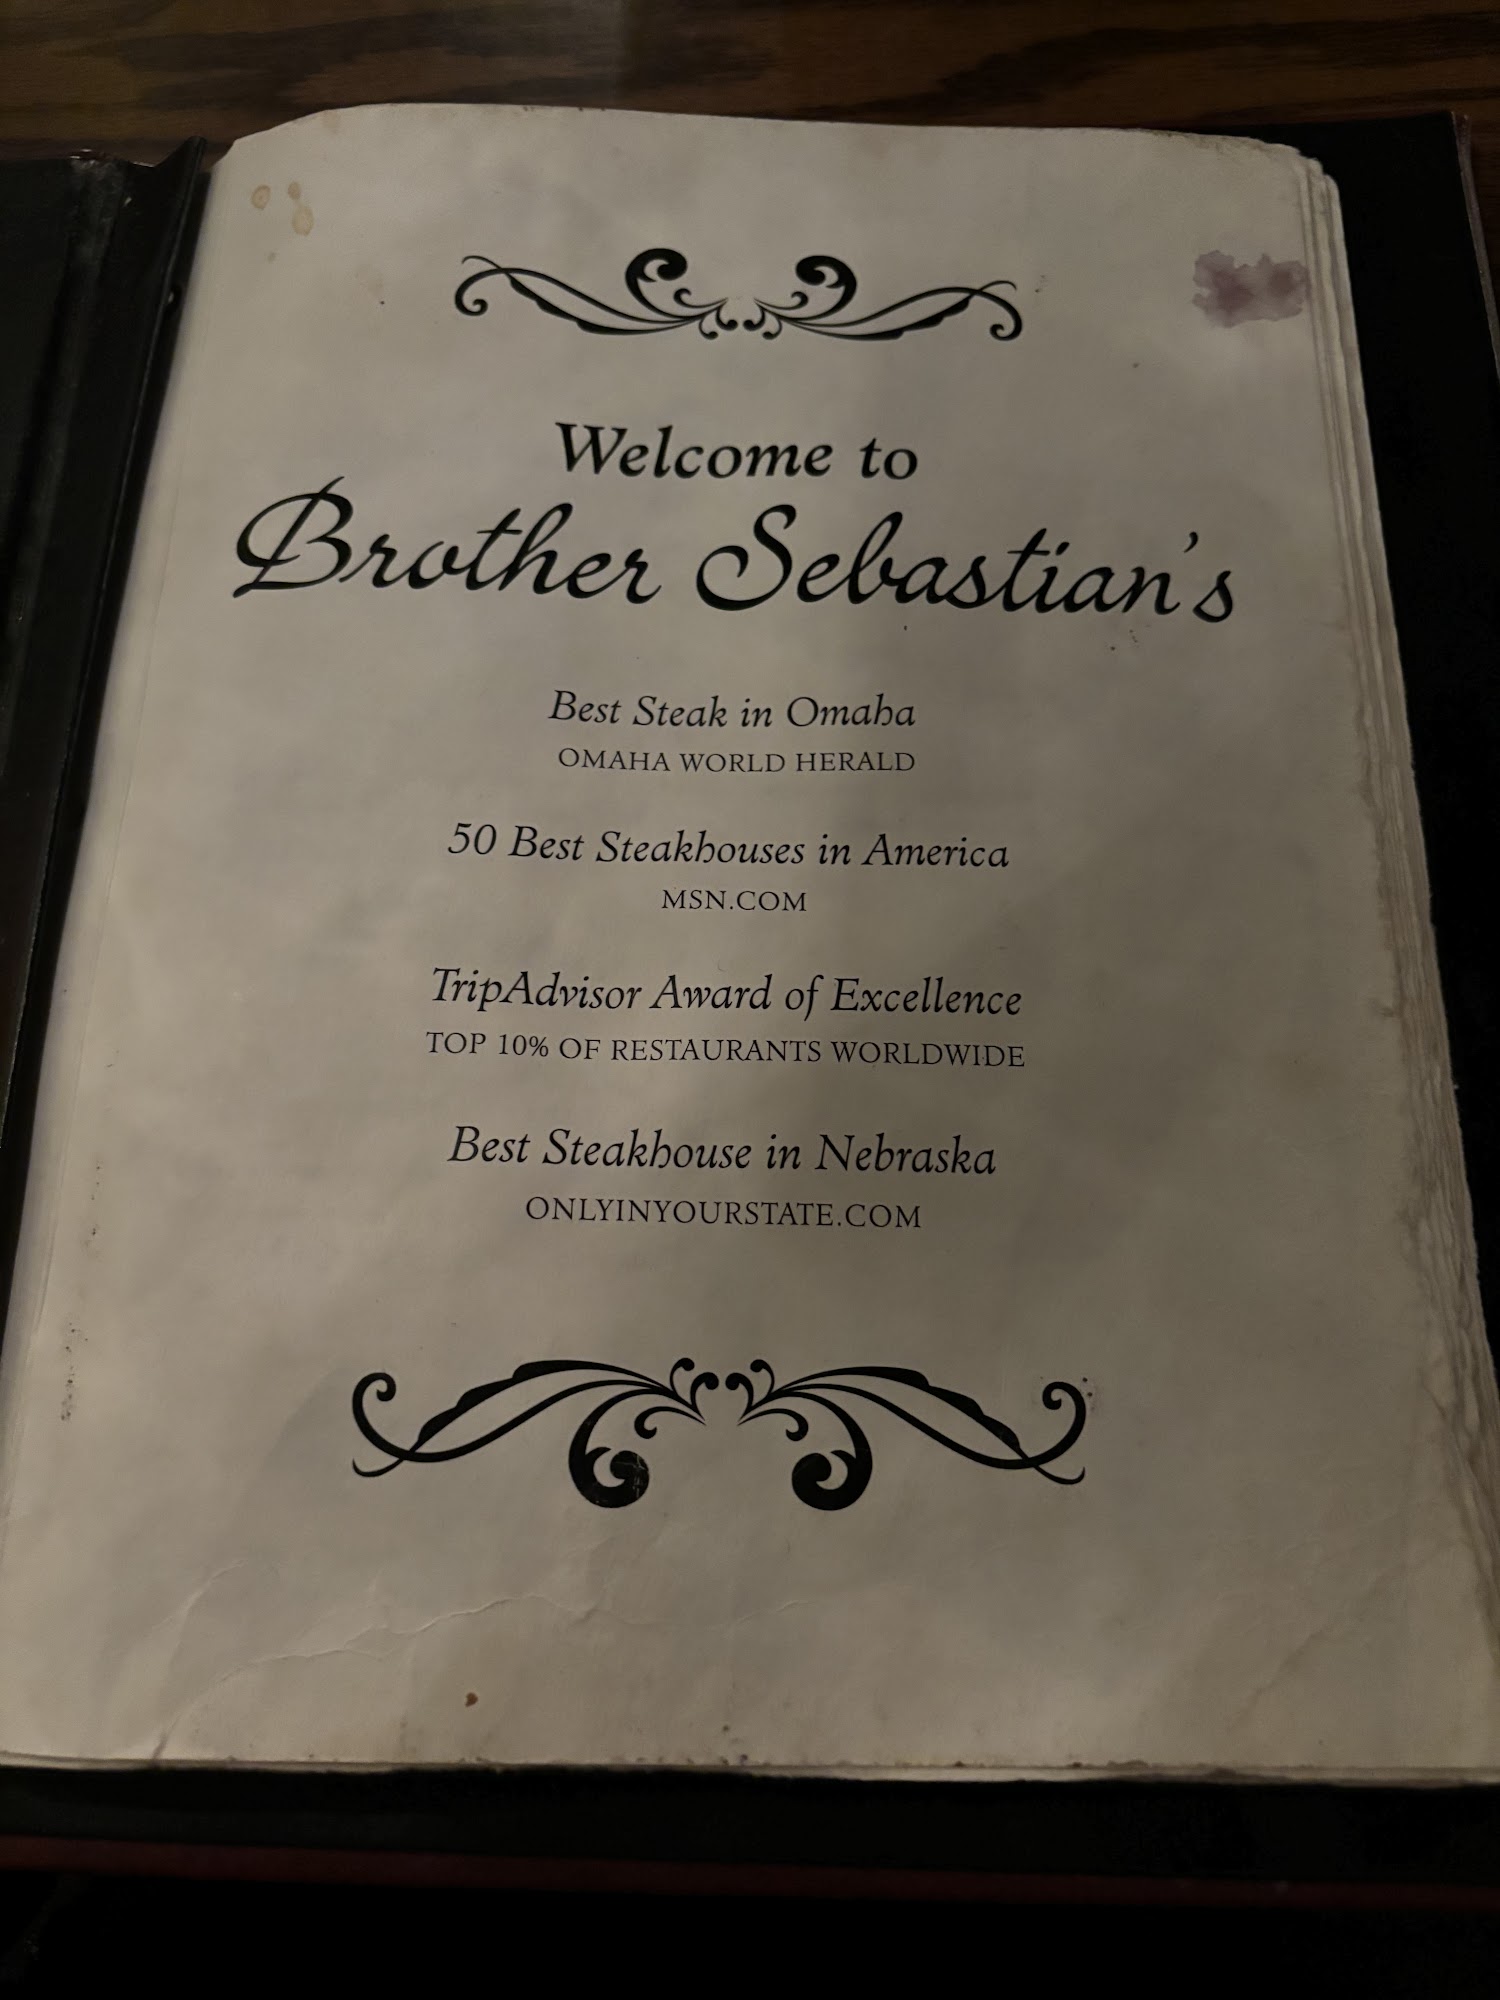 Welcome to
Brother Sebastian's
Best Steak in Omaha
OMAHA WORLD HERALD
50 Best Steakhouses in America
MSN.COM
TripAdvisor Award of Excellence
TOP 10% OF RESTAURANTS WORLDWIDE
Best Steakhouse in Nebraska
ONLYINYOURSTATE.COM